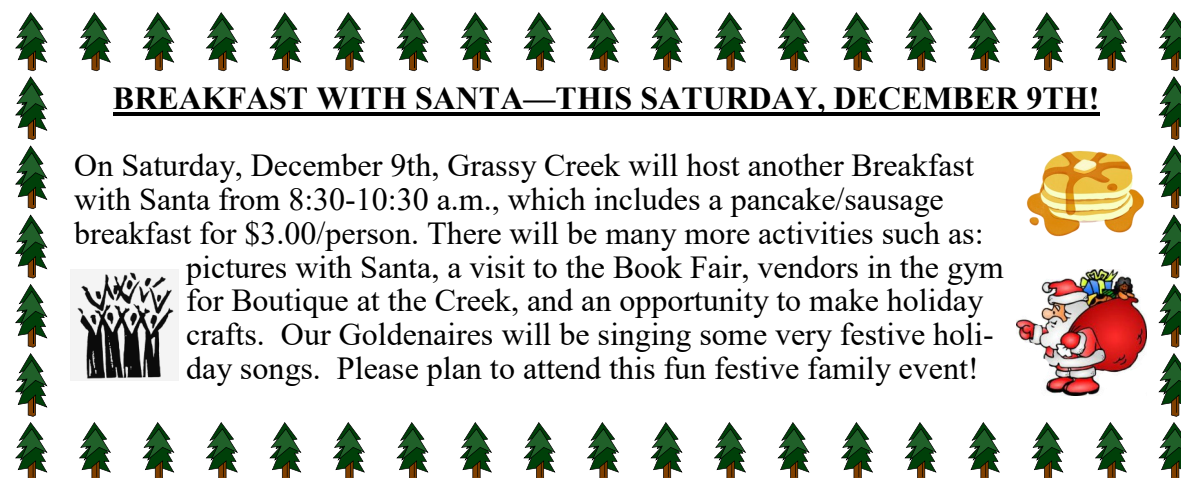 BREAKFAST WITH SANTA—THIS SATURDAY, DECEMBER 9TH!
On Saturday, December 9th, Grassy Creek will host another Breakfast
with Santa from 8:30-10:30 a.m., which includes a pancake/sausage
breakfast for $3.00/person. There will be many more activities such as:
pictures with Santa, a visit to the Book Fair, vendors in the gym
for Boutique at the Creek, and an opportunity to make holiday
crafts.  Our Goldenaires will be singing some very festive holi-
day songs.  Please plan to attend this fun festive family event!